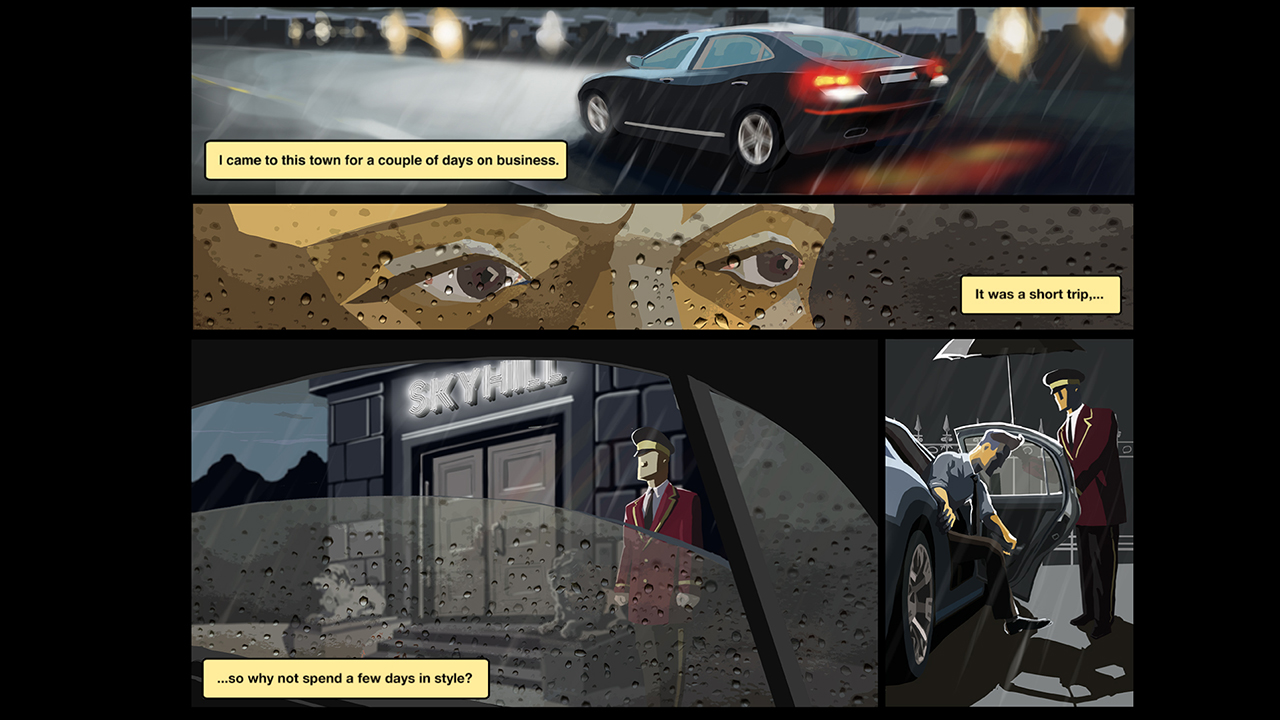 I came to this town for a couple of days on business.
It was a short trip,...
SKYHILL
...so why not spend a few days in style?